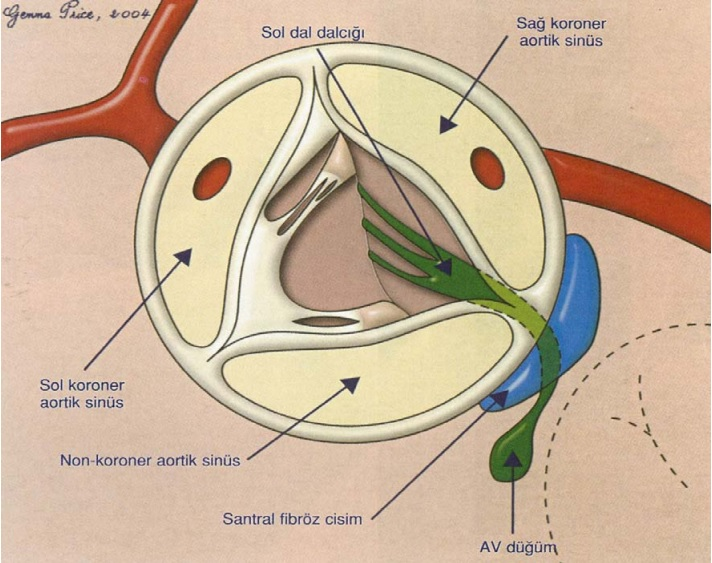 Gemma Price, 2004
Sol dal dalcığı
Sağ koroner
aortik sinüs
Sol koroner
aortik sinüs
Non-koroner aortik sinüs
Santral fibröz cisim
AV düğüm